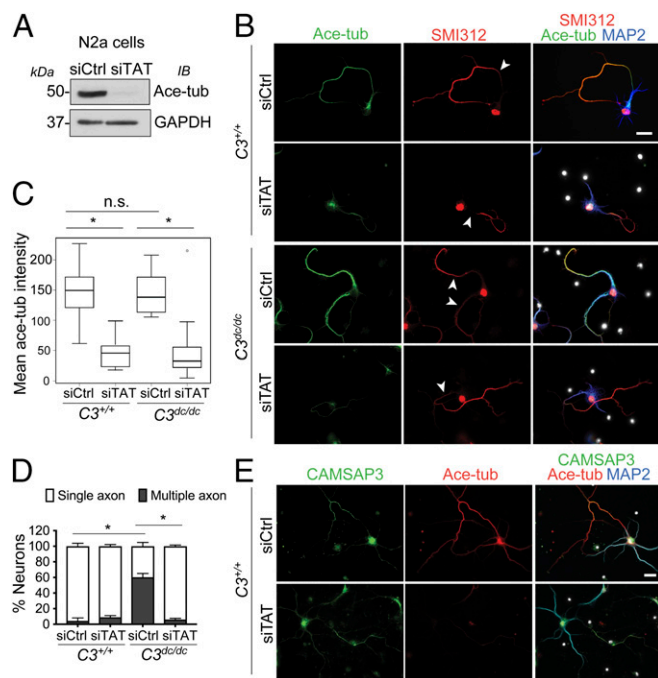 A
N2a cells
kDa siCtrl siTAT IB
50 Ace-tub
37 GAPDH
B
SMI312
Ace-tub SMI312 Ace-tub MAP2
C3+/+
siCtrl
siTAT
C3dc/dc
siCtrl
siTAT
C
n.s.
* *
Mean ace-tub intensity
200
150
100
50
0
siCtrl siTAT siCtrl siTAT
C3+/+ C3dc/dc
D
Single axon Multiple axon
* *
% Neurons
120
100
80
60
40
20
0
siCtrl siTAT siCtrl siTAT
C3+/+ C3dc/dc
E
CAMSAP3
CAMSAP3 Ace-tub Ace-tub MAP2
C3+/+
siCtrl
siTAT